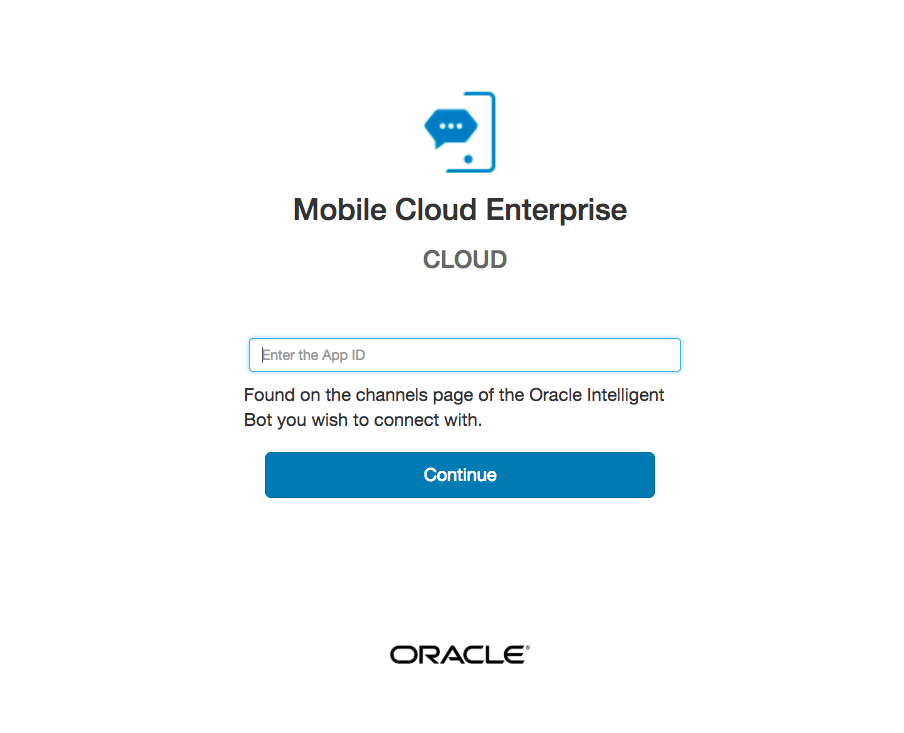 Mobile Cloud Enterprise
CLOUD
Enter the App ID
Found on the channels page of the Oracle Intelligent
Bot you wish to connect with.
Continue
ORACLE®